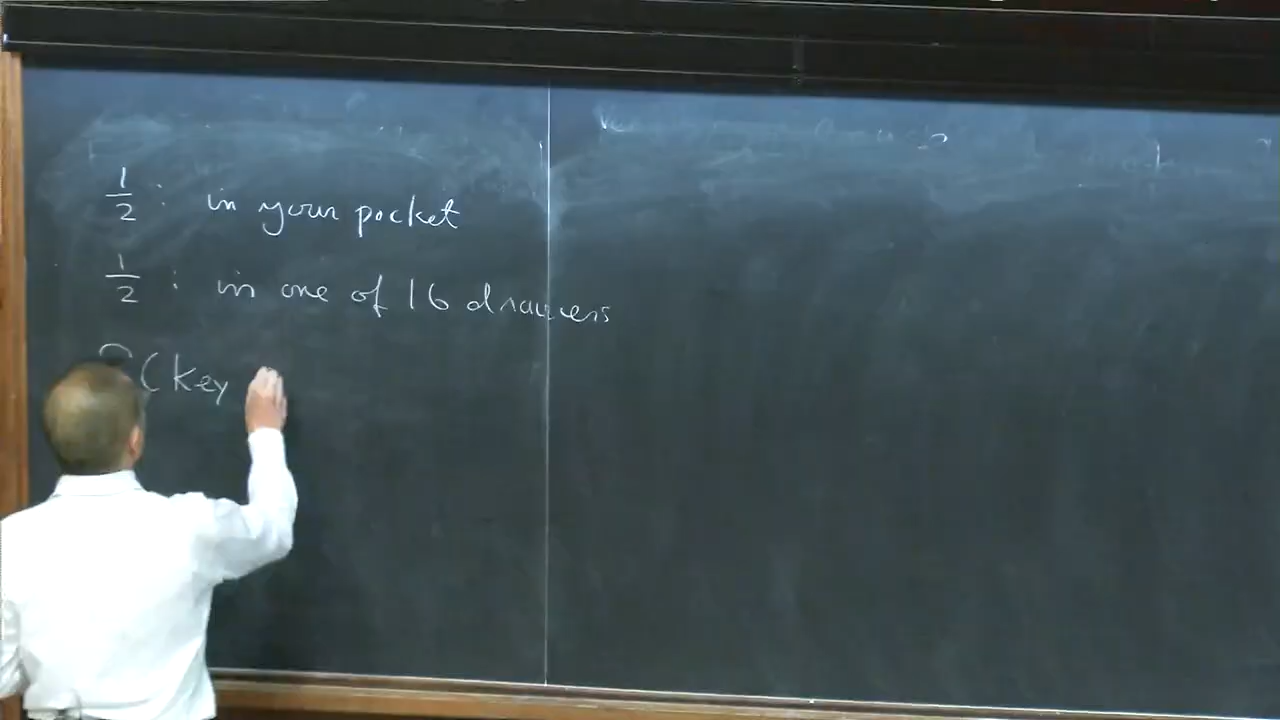 1/2 : in your pocket
1/2 : in one of 16 drawers
(key